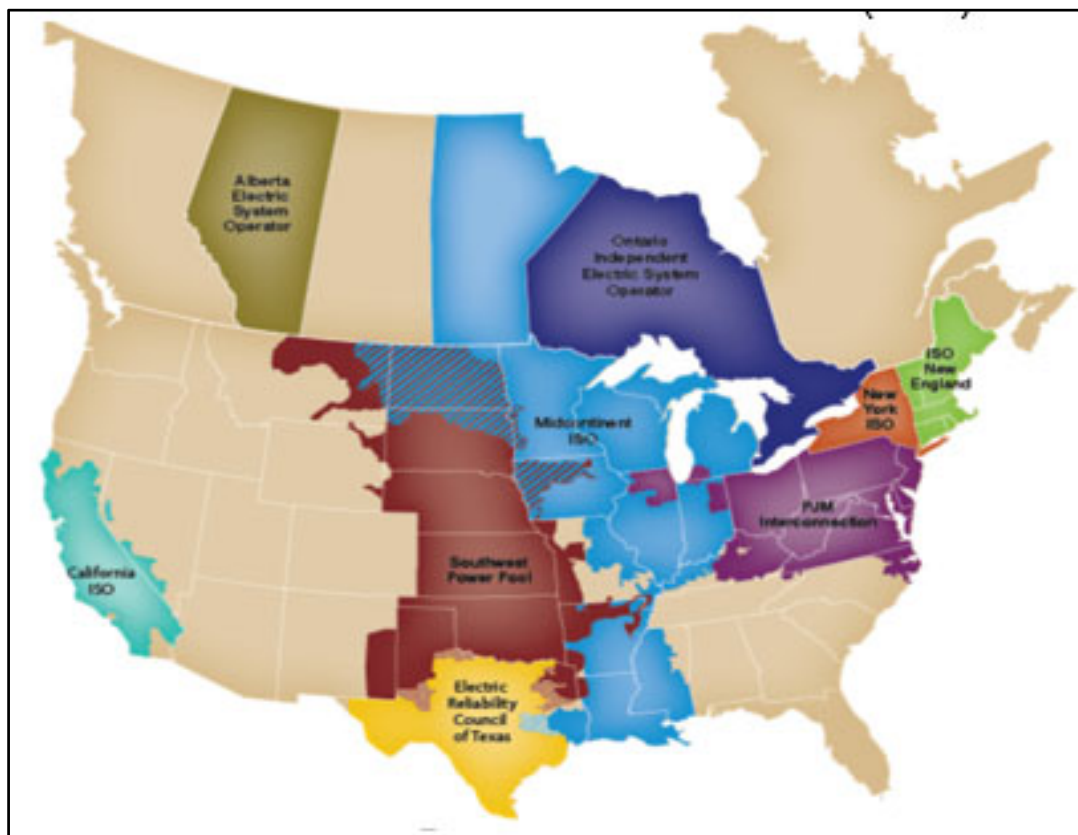 Alberta
Electric
System
Operator
Ontario
Independent
Electric System
Operator
ISO
New
England
New
York
ISO
Midcontinent
ISO
PJM
Interconnection
California
ISO
Southwest
Power Pool
Electric
Reliability
Council
of Texas